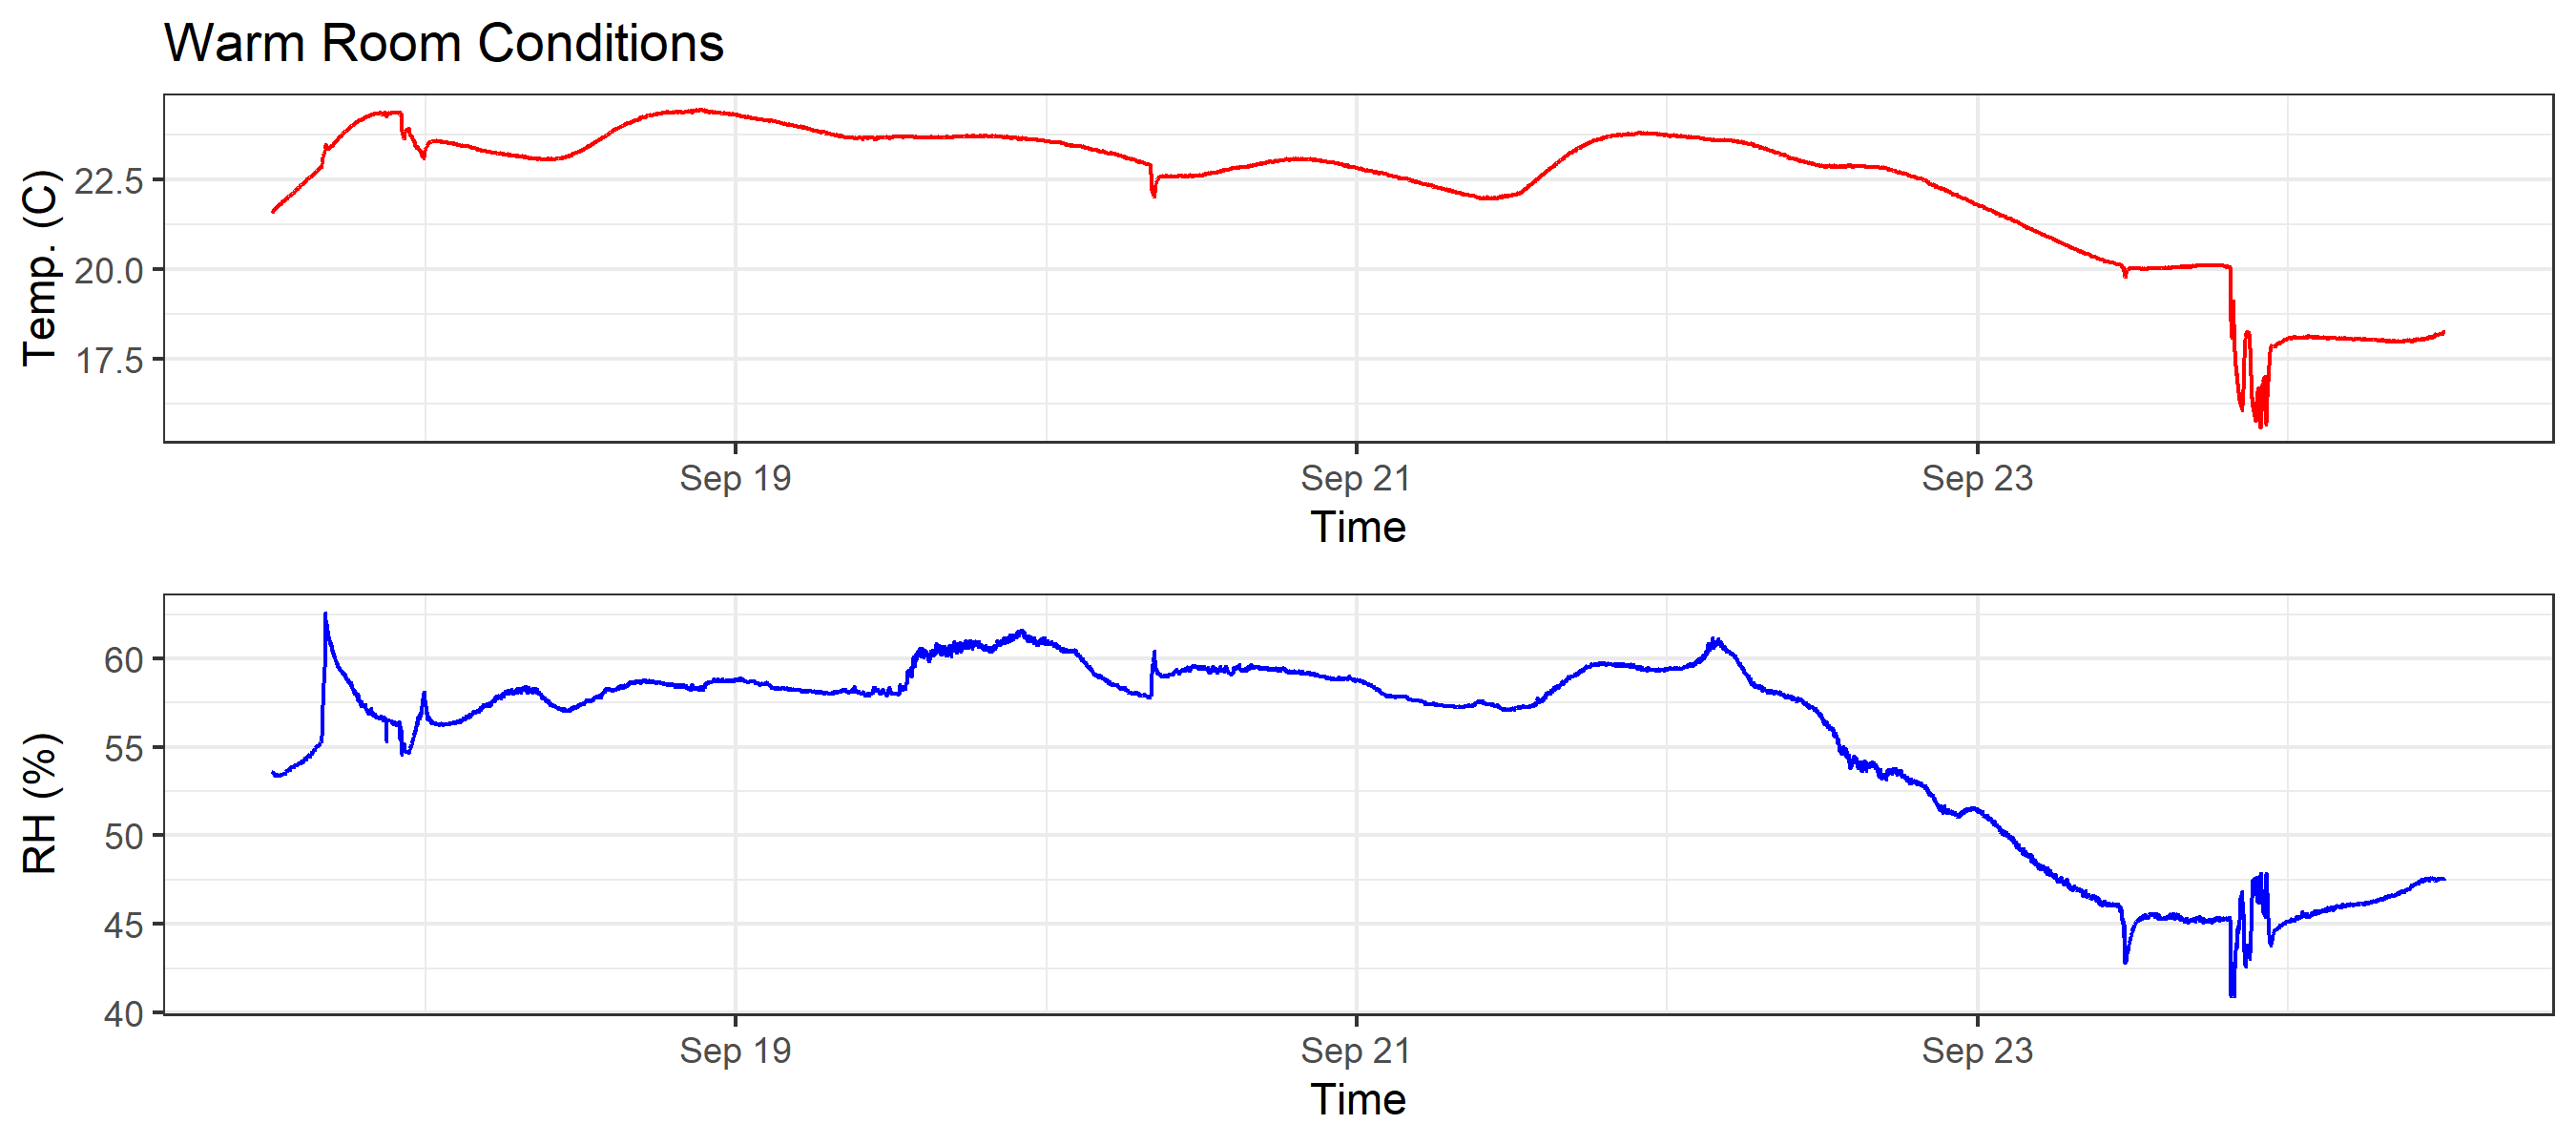 Warm Room Conditions
Temp. (C)
22.5
20.0
17.5
Sep 19 Sep 21 Sep 23
Time
RH (%)
60
55
50
45
40
Sep 19 Sep 21 Sep 23
Time